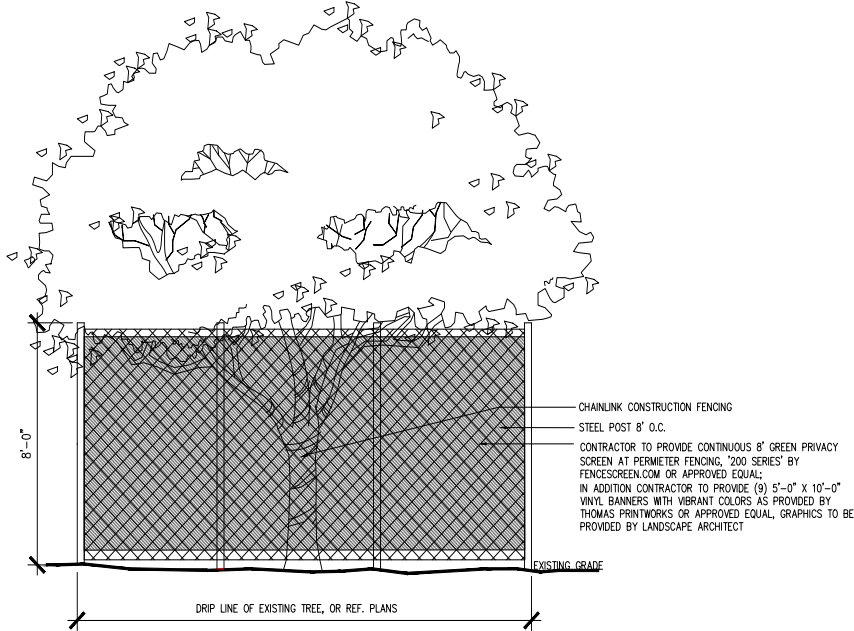 8'-0"
CHAINLINK CONSTRUCTION FENCING
STEEL POST 8' O.C.
CONTRACTOR TO PROVIDE CONTINUOUS 8' GREEN PRIVACY
SCREEN AT PERMIETER FENCING, '200 SERIES' BY
FENCESCREEN.COM OR APPROVED EQUAL;
IN ADDITION CONTRACTOR TO PROVIDE (9) 5'-0" X 10'-0"
VINYL BANNERS WITH VIBRANT COLORS AS PROVIDED BY
THOMAS PRINTWORKS OR APPROVED EQUAL, GRAPHICS TO BE
PROVIDED BY LANDSCAPE ARCHITECT
EXISTING GRADE
DRIP LINE OF EXISTING TREE, OR REF. PLANS